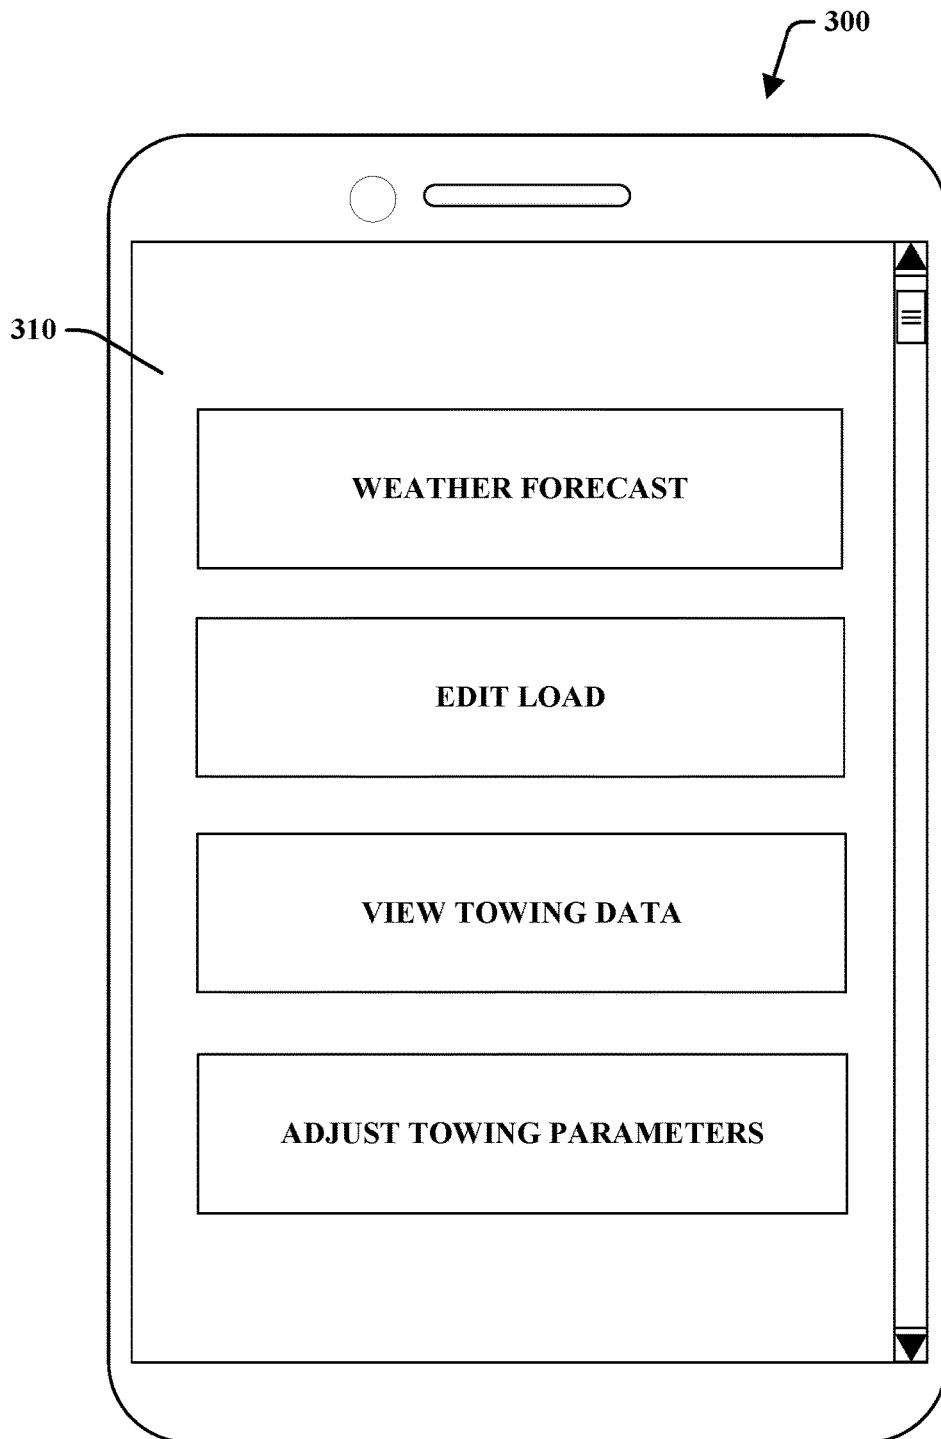 300
310
WEATHER FORECAST
EDIT LOAD
VIEW TOWING DATA
ADJUST TOWING PARAMETERS